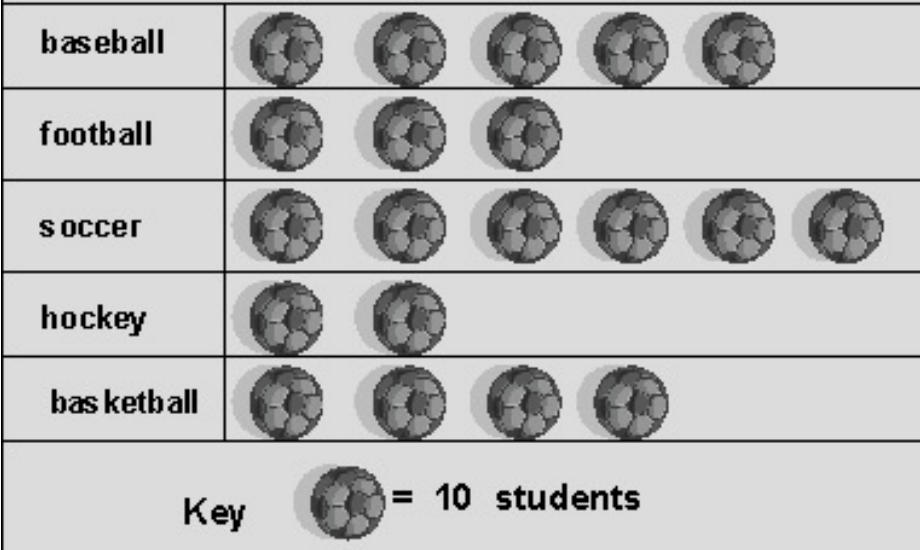 baseball
football
soccer
hockey
basketball
Key = 10 students